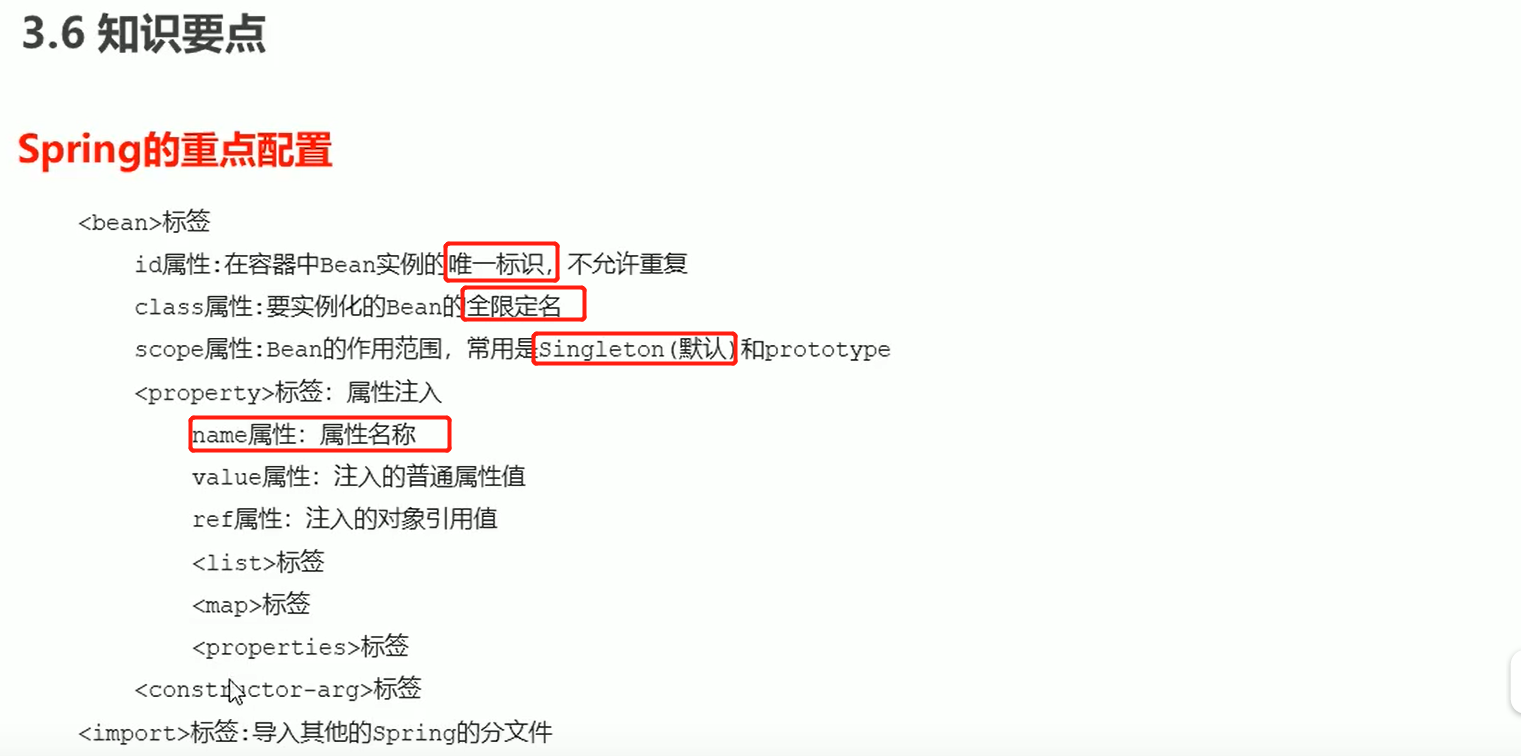 3.6 知识要点
Spring的重点配置
<bean>标签
id属性:在容器中Bean实例的唯一标识，不允许重复
class属性:要实例化的Bean的全限定名
scope属性:Bean的作用范围，常用是Singleton(默认)和prototype
<property>标签：属性注入
name属性：属性名称
value属性：注入的普通属性值
ref属性：注入的对象引用值
<list>标签
<map>标签
<properties>标签
<constructor-arg>标签
<import>标签:导入其他的Spring的分文件